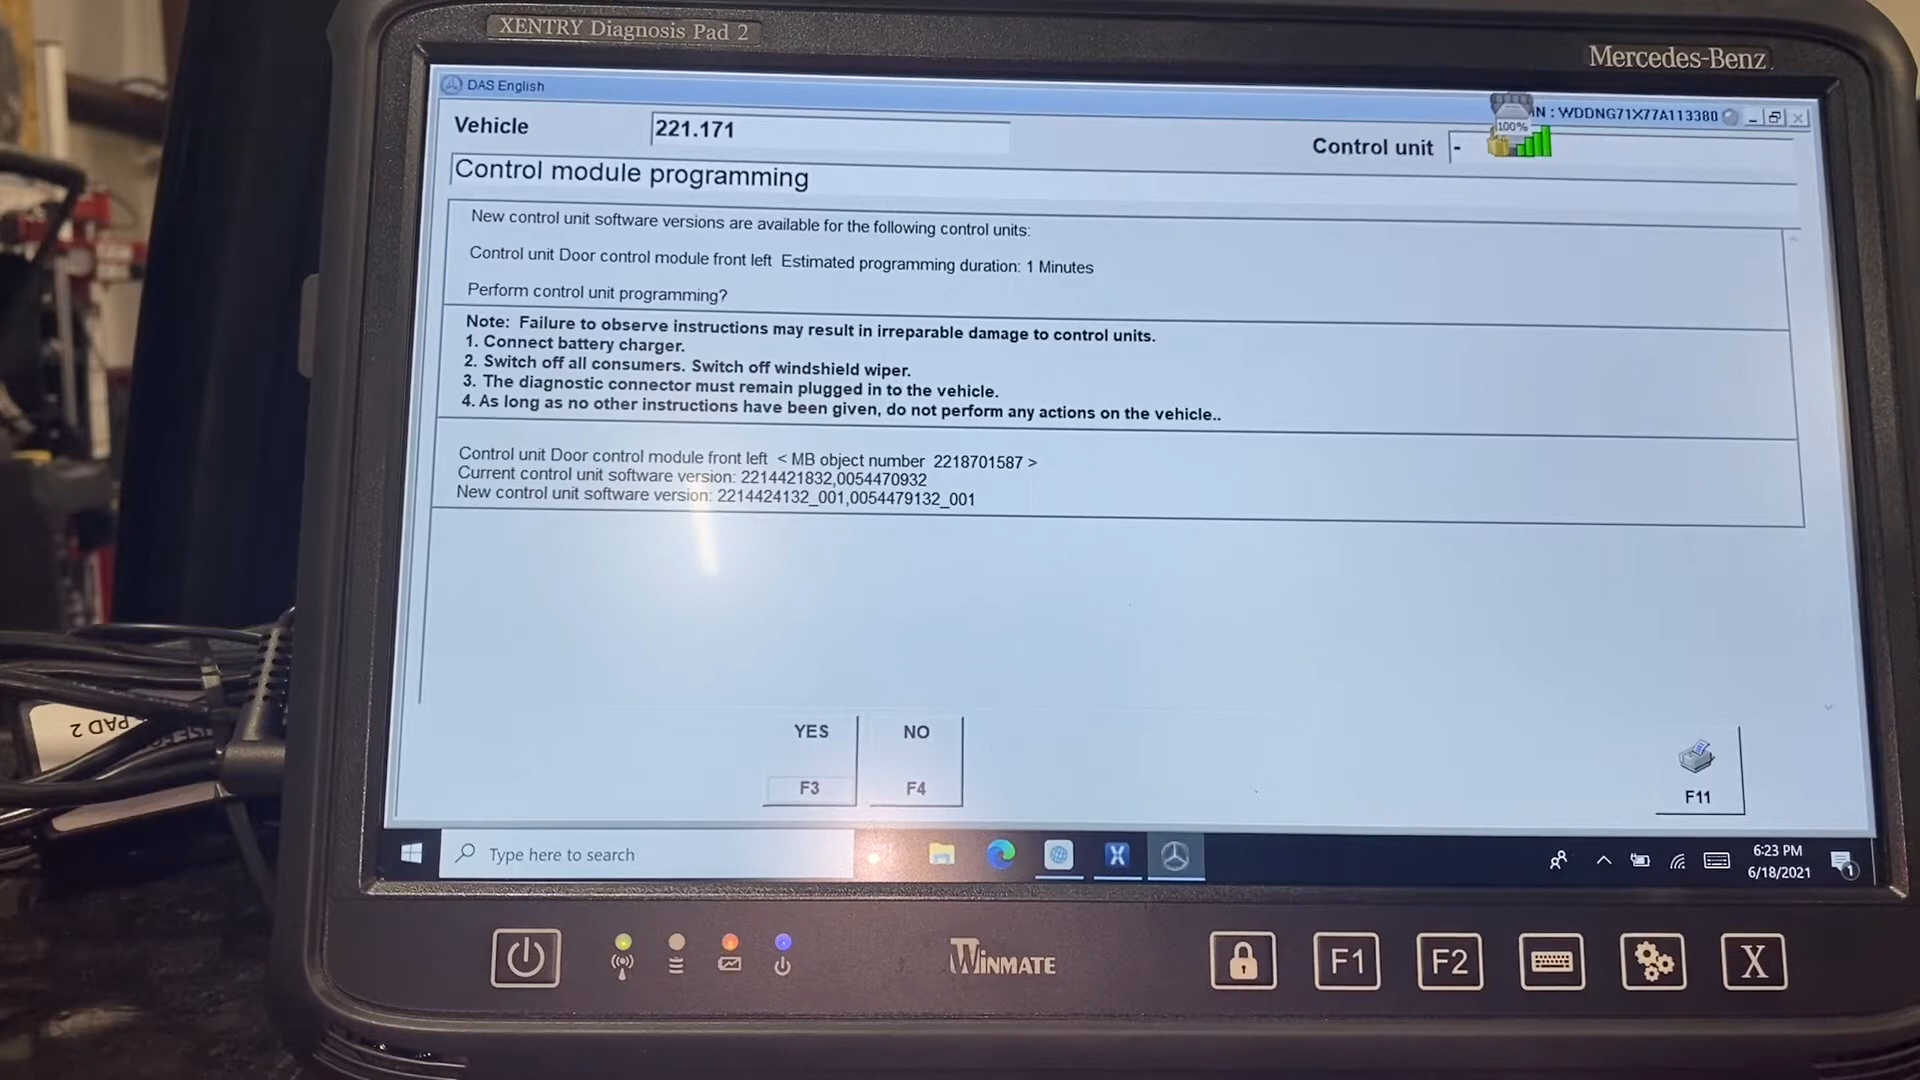 XENTRY Diagnosis Pad 2
Mercedes-Benz
DAS English
N : WDDNG71X77A113380
Vehicle
221.171
100%
Control unit
-
Control module programming
New control unit software versions are available for the following control units:
Control unit Door control module front left Estimated programming duration: 1 Minutes
Perform control unit programming?
Note: Failure to observe instructions may result in irreparable damage to control units.
1. Connect battery charger.
2. Switch off all consumers. Switch off windshield wiper.
3. The diagnostic connector must remain plugged in to the vehicle.
4. As long as no other instructions have been given, do not perform any actions on the vehicle..
Control unit Door control module front left < MB object number 2218701587 >
Current control unit software version: 2214421832,0054470932
New control unit software version: 2214424132_001,0054479132_001
YES
NO
F3
F4
F11
Type here to search
X
6:23 PM
6/18/2021
1
PAD 2
WINMATE
F1
F2
X